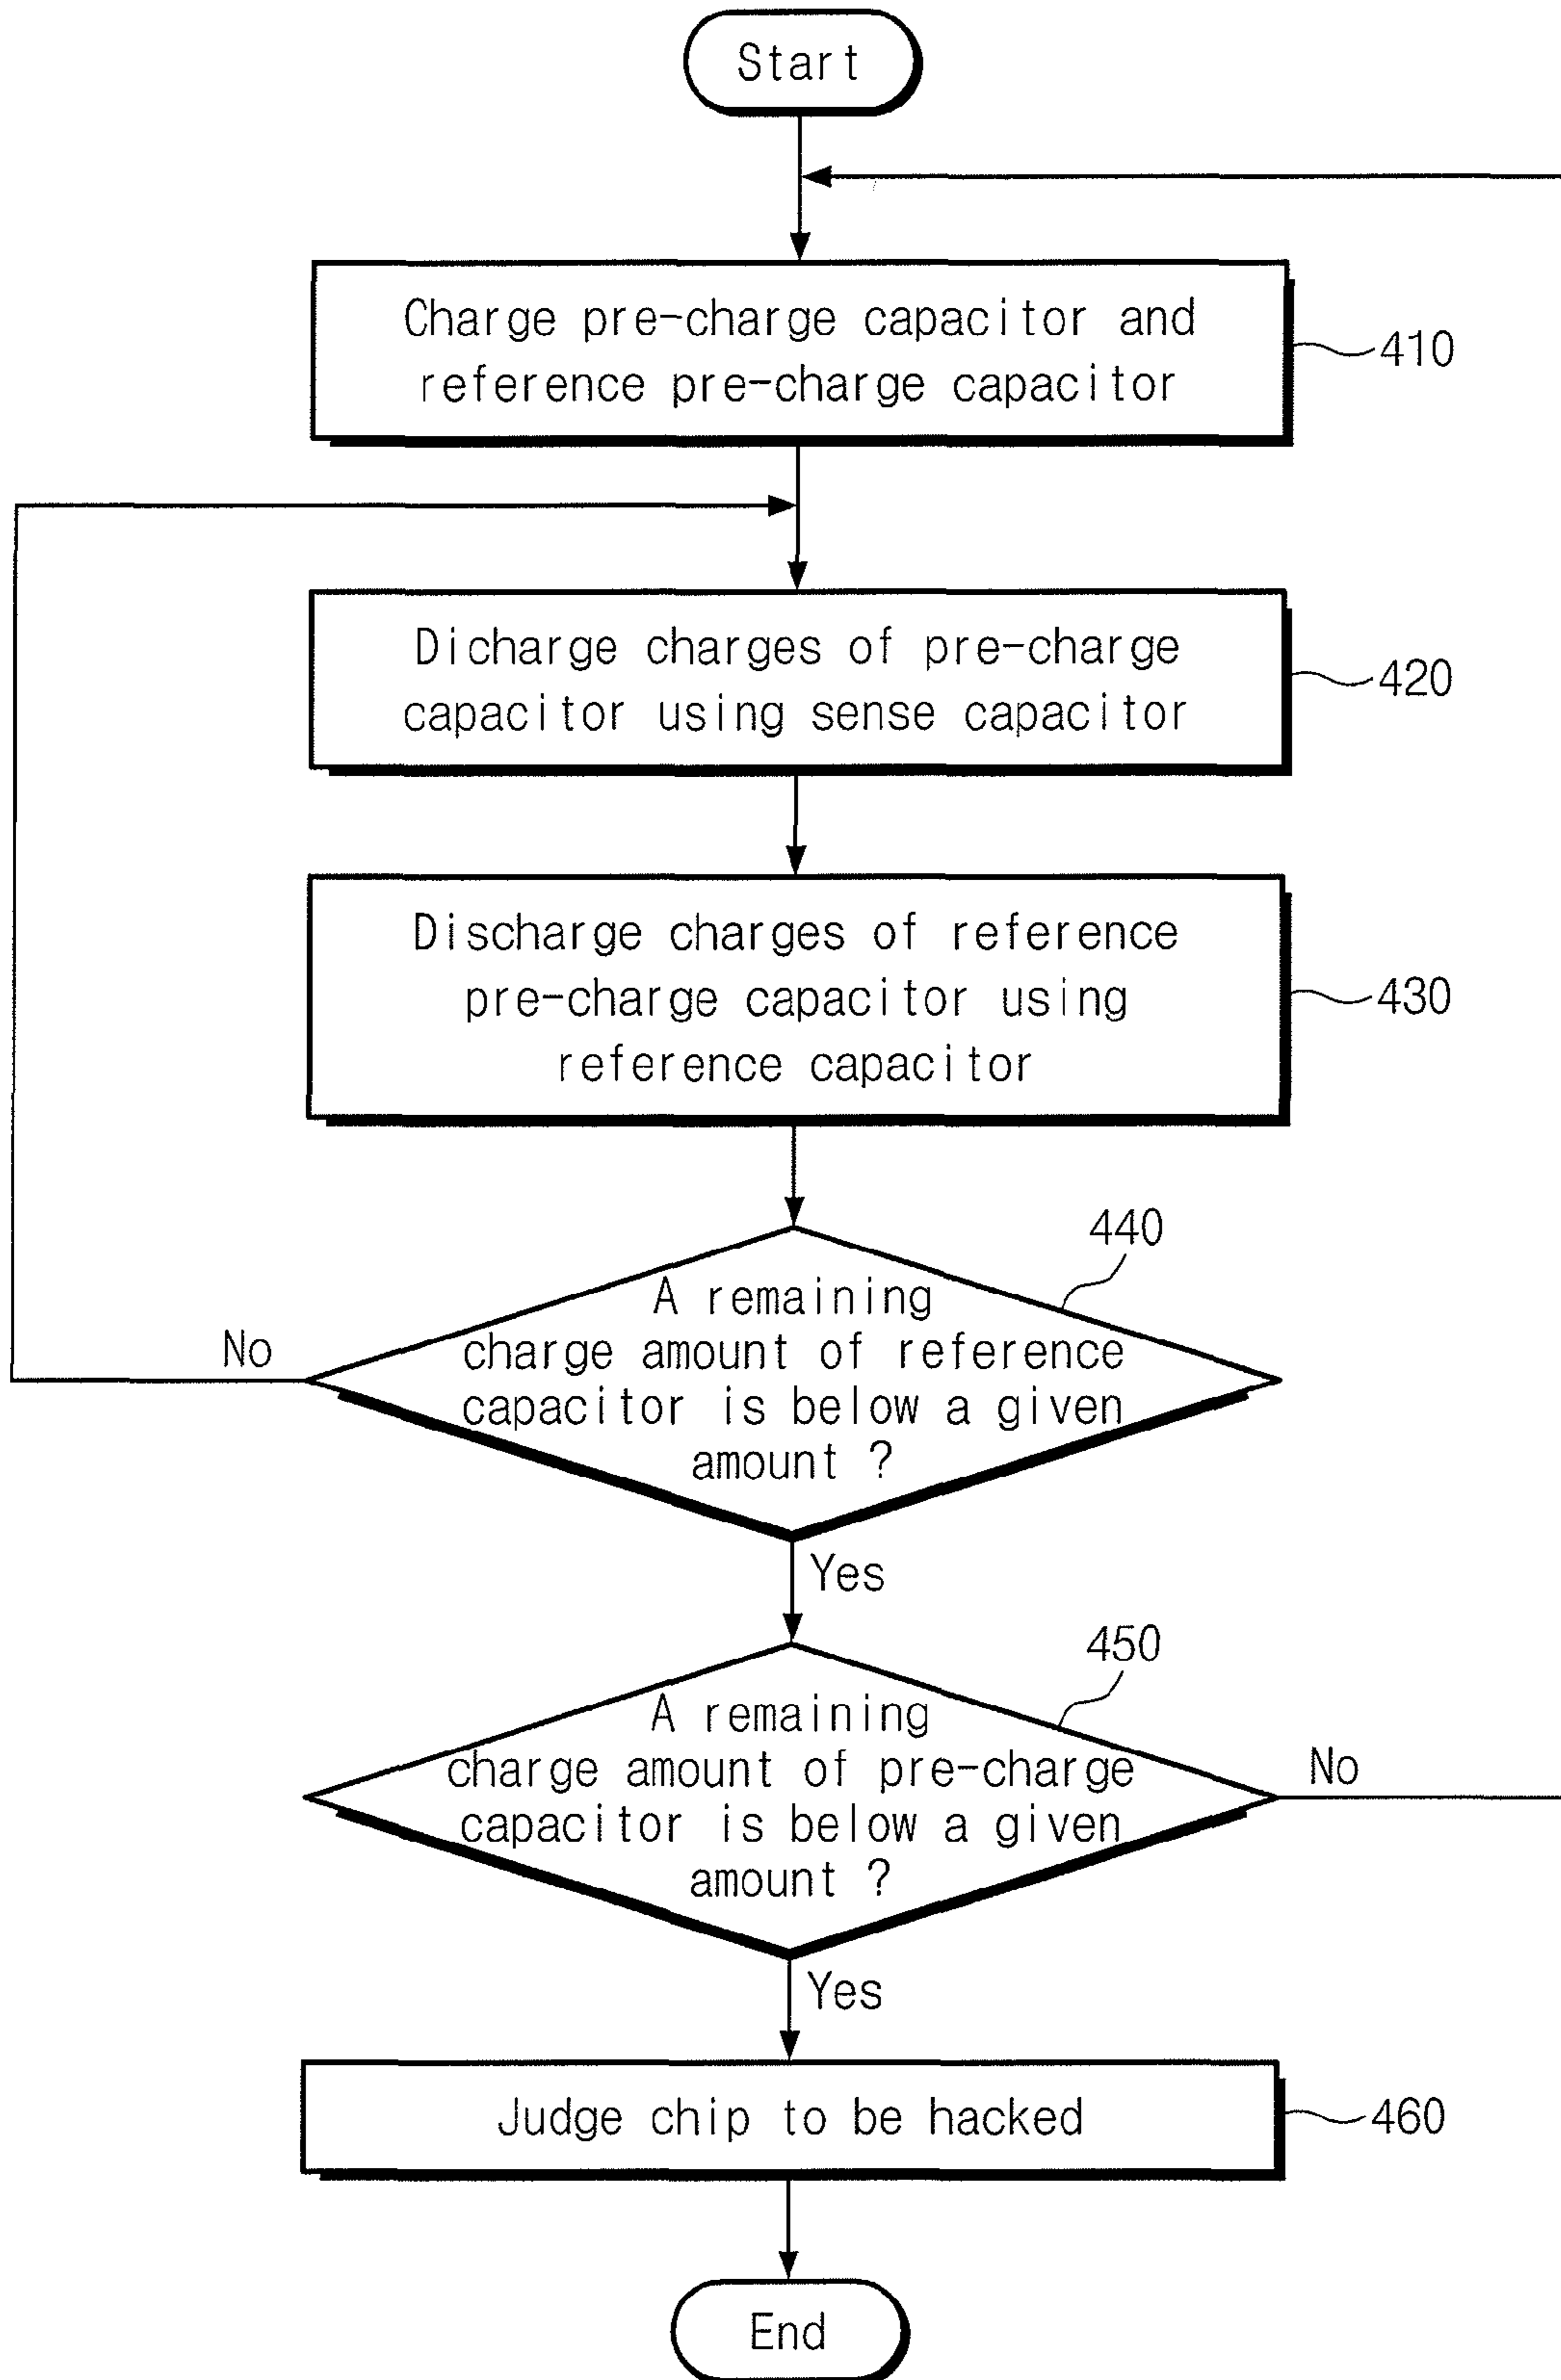 Start
Charge pre-charge capacitor and
reference pre-charge capacitor
410
Dicharge charges of pre-charge
capacitor using sense capacitor
420
Discharge charges of reference
pre-charge capacitor using
reference capacitor
430
440
A remaining
charge amount of reference
capacitor is below a given
amount ?
No
Yes
450
A remaining
charge amount of pre-charge
capacitor is below a given
amount ?
No
Yes
Judge chip to be hacked
460
End